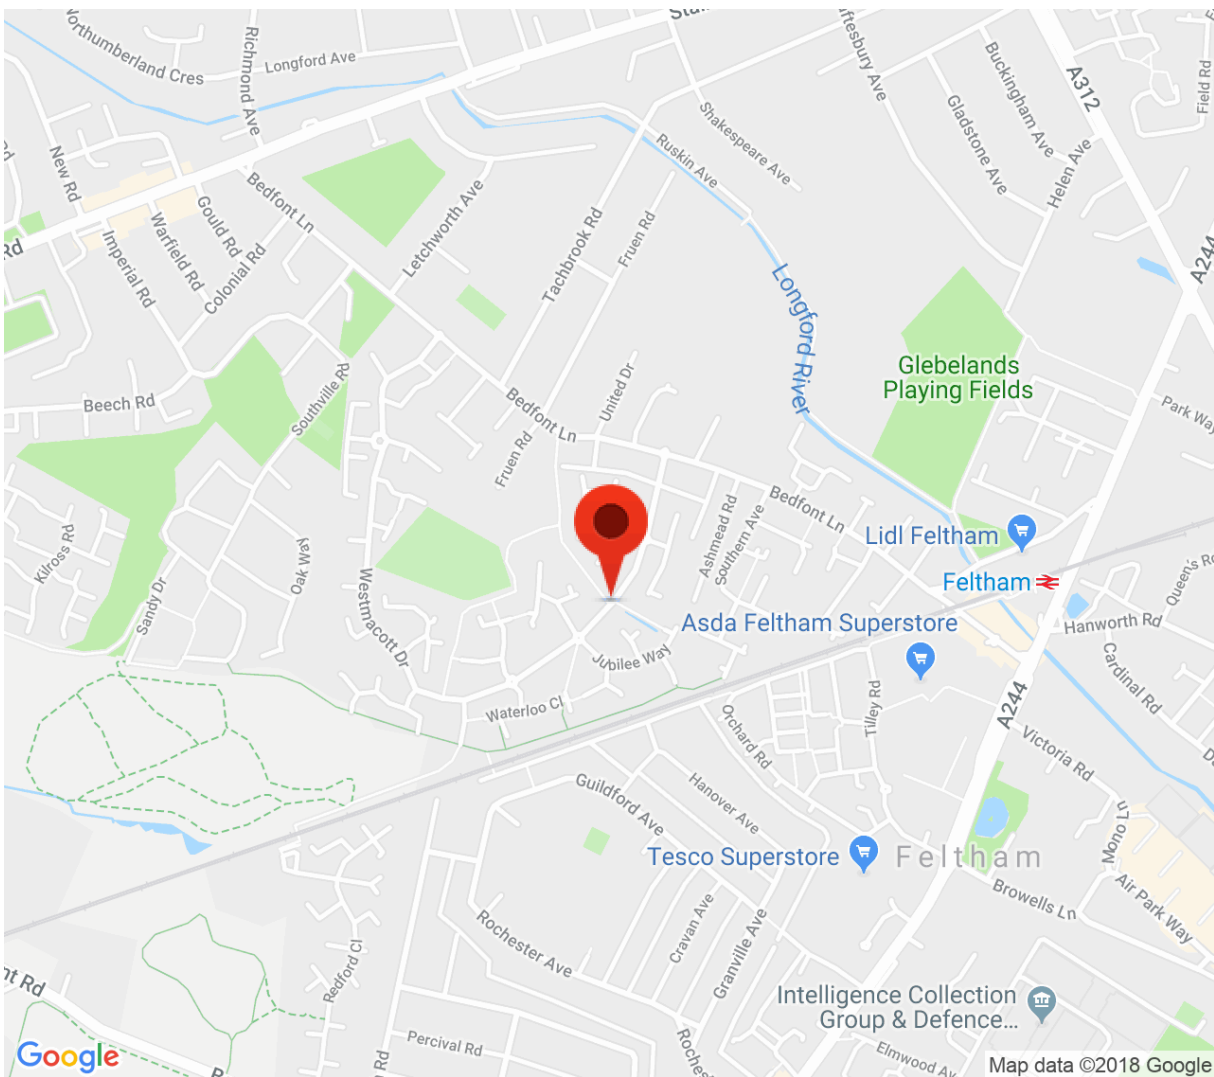 Northumberland Cres
Richmond Ave
Longford Ave
Shakespeare Ave
Ruskin Ave
Buckingham Ave
Gladstone Ave
A312
Field Rd
Helen Ave
New Rd
Bedfont Ln
Gould Rd
Warfield Rd
Imperial Rd
Colonial Rd
Letchworth Ave
Tachbrook Rd
Fruen Rd
Longford River
A244
Rd
Glebelands
Playing Fields
Beech Rd
Southville Rd
United Dr
Bedfont Ln
Fruen Rd
Park Way
Bedfont Ln
Ashmead Rd
Southern Ave
Lidl Feltham
Feltham
Kilross Rd
Oak Way
Sandy Dr
Westmacott Dr
Asda Feltham Superstore
Hanworth Rd
Cardinal Rd
Jubilee Way
Waterloo Cl
Orchard Rd
Tilley Rd
A244
Victoria Rd
Guildford Ave
Hanover Ave
Mono Ln
Tesco Superstore
Feltham
Browells Ln
Air Park Way
Rochester Ave
Cravan Ave
Granville Ave
Redford Cl
Intelligence Collection
Group & Defence...
Percival Rd
Rd
Google
Map data ©2018 Google